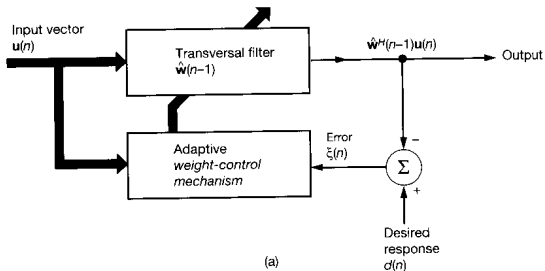 Input vector
u(n)
Transversal filter
ŵ(n–1)
ŵᴴ(n–1)u(n)
Output
Adaptive
weight-control
mechanism
Error
ξ(n)
–
Σ
+
Desired
response
d(n)
(a)